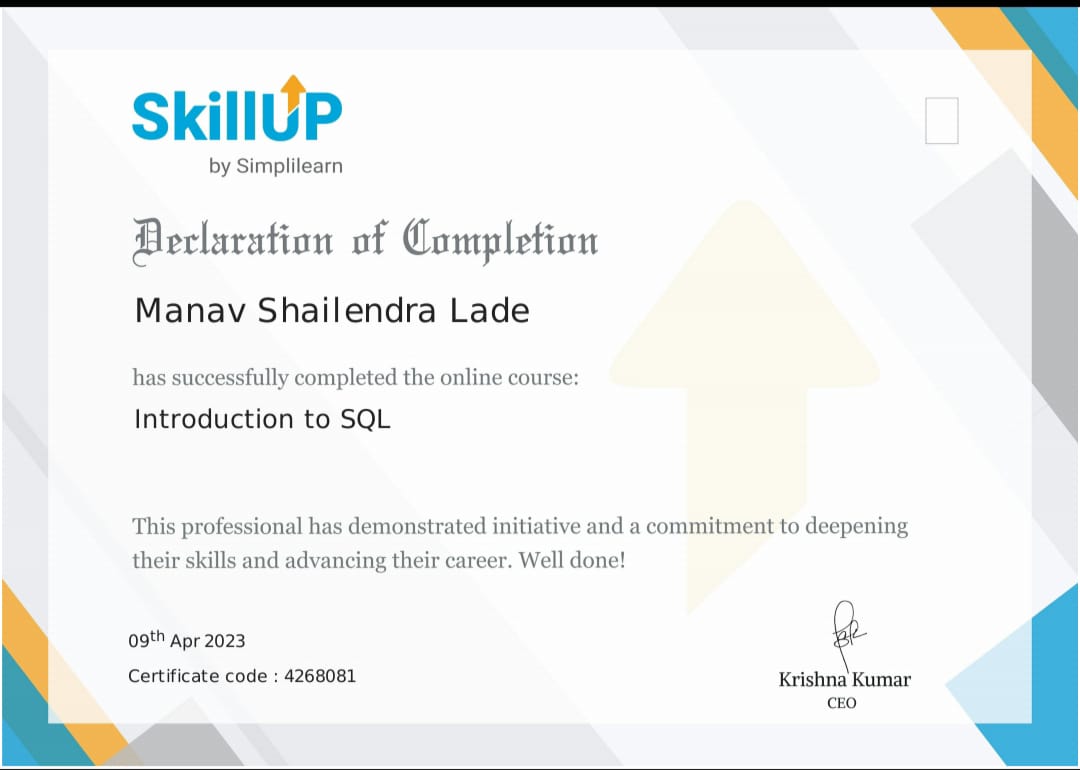 SkillUP
by Simplilearn
Declaration of Completion
Manav Shailendra Lade
has successfully completed the online course:
Introduction to SQL
This professional has demonstrated initiative and a commitment to deepening
their skills and advancing their career. Well done!
09th Apr 2023
Certificate code : 4268081
Krishna Kumar
CEO